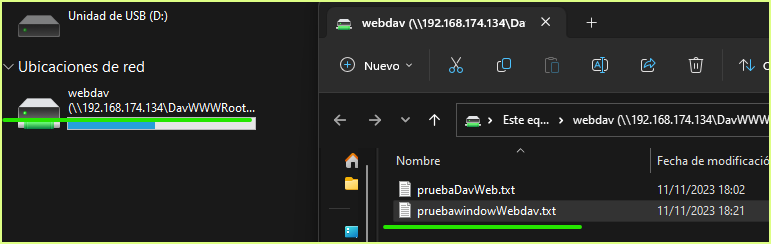 Unidad de USB (D:)
Ubicaciones de red
webdav
(\\192.168.174.134\DavWWWRoot...
webdav (\\192.168.174.134\Dav
Nuevo
Este eq...
webdav (\\192.168.174.134\DavWWW
Nombre
Fecha de modificació
pruebaDavWeb.txt
11/11/2023 18:02
pruebawindowWebdav.txt
11/11/2023 18:21